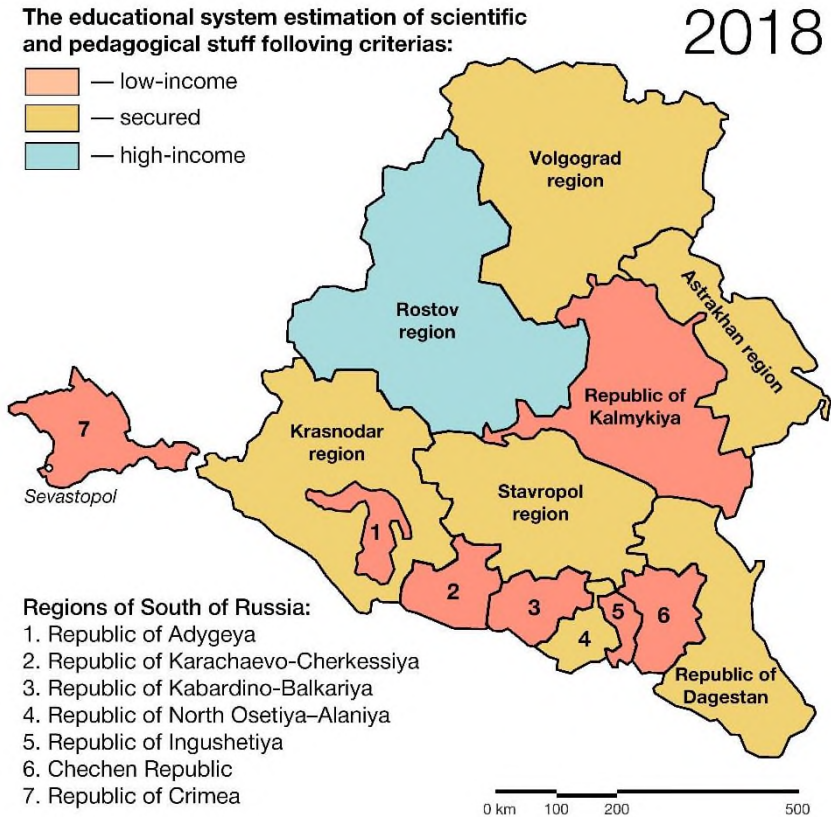 The educational system estimation of scientific
and pedagogical stuff folloving criterias:
2018
— low-income
— secured
— high-income
Volgograd
region
Astrakhan region
Rostov
region
Republic of
Kalmykiya
7
Sevastopol
Krasnodar
region
Stavropol
region
1
2
3
4
5
6
Republic of
Dagestan
Regions of South of Russia:
1. Republic of Adygeya
2. Republic of Karachaevo-Cherkessiya
3. Republic of Kabardino-Balkariya
4. Republic of North Osetiya–Alaniya
5. Republic of Ingushetiya
6. Chechen Republic
7. Republic of Crimea
0 km 100 200 500